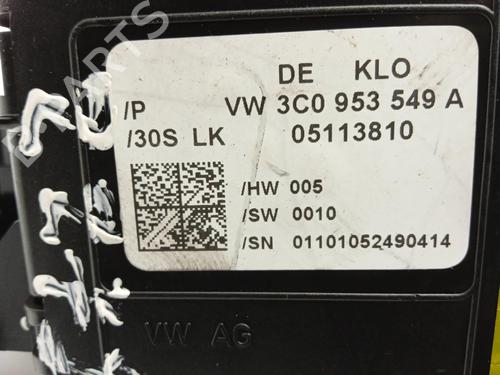 DE KLO
/P VW 3C0 953 549 A
/30S LK 05113810
/HW 005
/SW 0010
/SN 01101052490414
VW AG